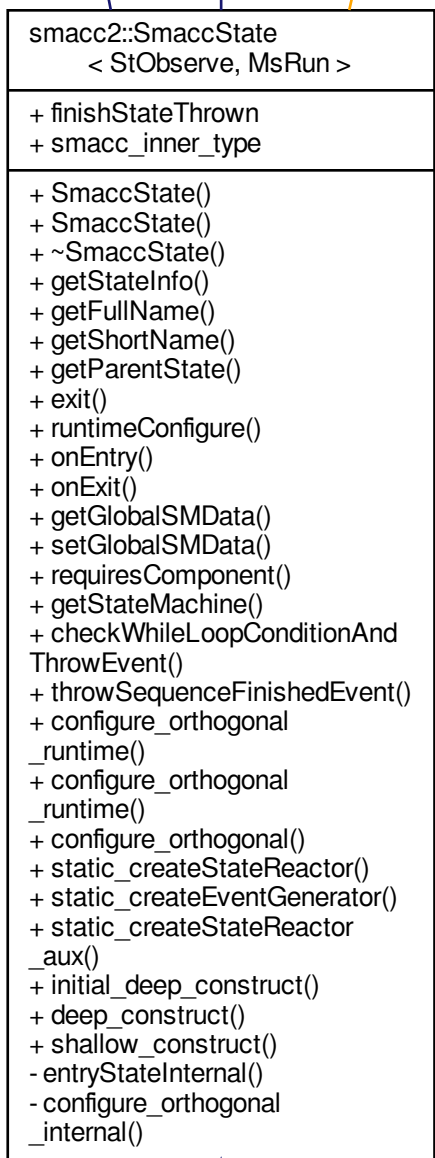 smacc2::SmaccState
< StObserve, MsRun >
+ finishStateThrown
+ smacc_inner_type
+ SmaccState()
+ SmaccState()
+ ~SmaccState()
+ getStateInfo()
+ getFullName()
+ getShortName()
+ getParentState()
+ exit()
+ runtimeConfigure()
+ onEntry()
+ onExit()
+ getGlobalSMData()
+ setGlobalSMData()
+ requiresComponent()
+ getStateMachine()
+ checkWhileLoopConditionAnd
ThrowEvent()
+ throwSequenceFinishedEvent()
+ configure_orthogonal
_runtime()
+ configure_orthogonal
_runtime()
+ configure_orthogonal()
+ static_createStateReactor()
+ static_createEventGenerator()
+ static_createStateReactor
_aux()
+ initial_deep_construct()
+ deep_construct()
+ shallow_construct()
- entryStateInternal()
- configure_orthogonal
_internal()